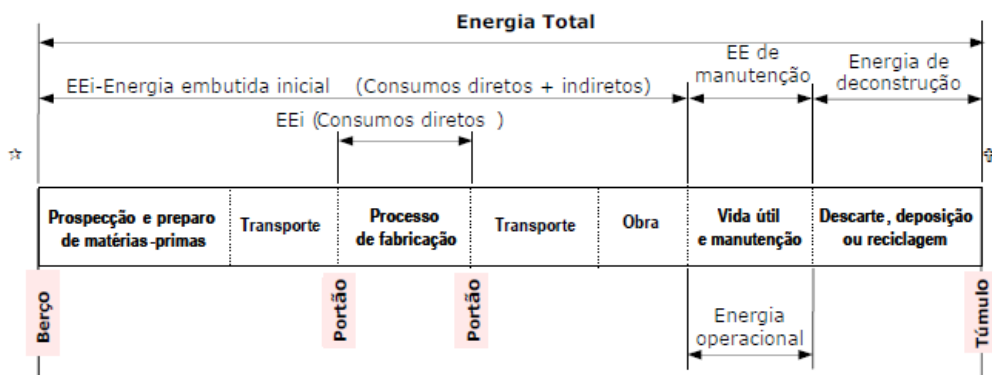 Energia Total
EEi-Energia embutida inicial (Consumos diretos + indiretos)
EE de
manutenção
Energia de
deconstrução
EEi (Consumos diretos )
Prospecção e preparo
de matérias-primas
Transporte
Processo
de fabricação
Transporte
Obra
Vida útil
e manutenção
Descarte, deposição
ou reciclagem
Berço
Portão
Portão
Energia
operacional
Túmulo